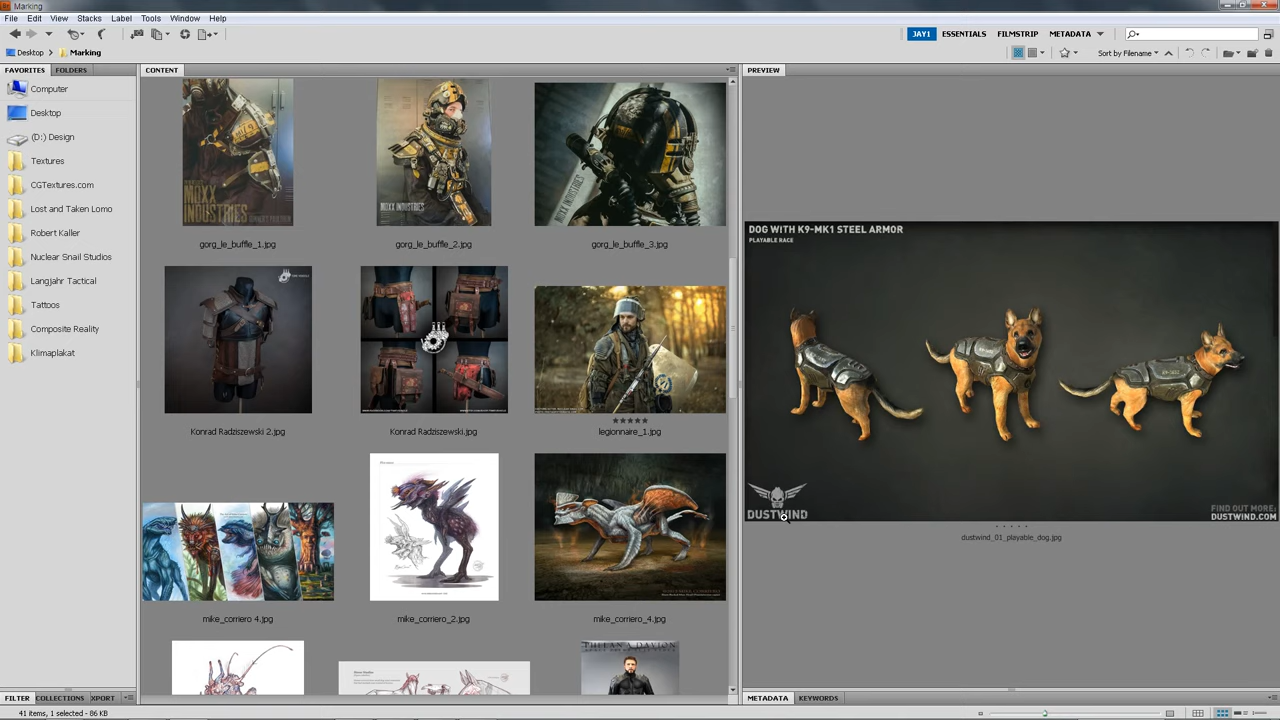 Marking
File Edit View Stacks Label Tools Window Help
JAY1 ESSENTIALS FILMSTRIP METADATA
Desktop Marking
Sort by Filename
FAVORITES FOLDERS
CONTENT
PREVIEW
Computer
Desktop
(D:) Design
Textures
CGTextures.com
Lost and Taken Lomo
Robert Kaller
Nuclear Snail Studios
Langjahr Tactical
Tattoos
Composite Reality
Klimaplakat
MOXX
INDUSTRIES
MOXX
INDUSTRIES
gorg_le_buffle_1.jpg
gorg_le_buffle_2.jpg
gorg_le_buffle_3.jpg
Konrad Radziszewski 2.jpg
Konrad Radziszewski.jpg
legionnaire_1.jpg
mike_corriero 4.jpg
mike_corriero_2.jpg
mike_corriero_4.jpg
DOG WITH K9-MK1 STEEL ARMOR
PLAYABLE RACE
DUSTWIND
FIND OUT MORE:
DUSTWIND.COM
dustwind_01_playable_dog.jpg
FILTER COLLECTIONS XPORT
METADATA KEYWORDS
41 items, 1 selected - 86 KB